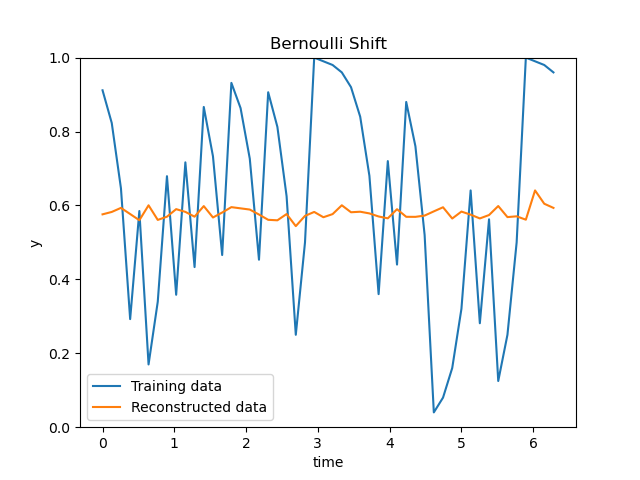 Bernoulli Shift
1.0
0.8
0.6
0.4
0.2
0.0
y
Training data
Reconstructed data
0 1 2 3 4 5 6
time